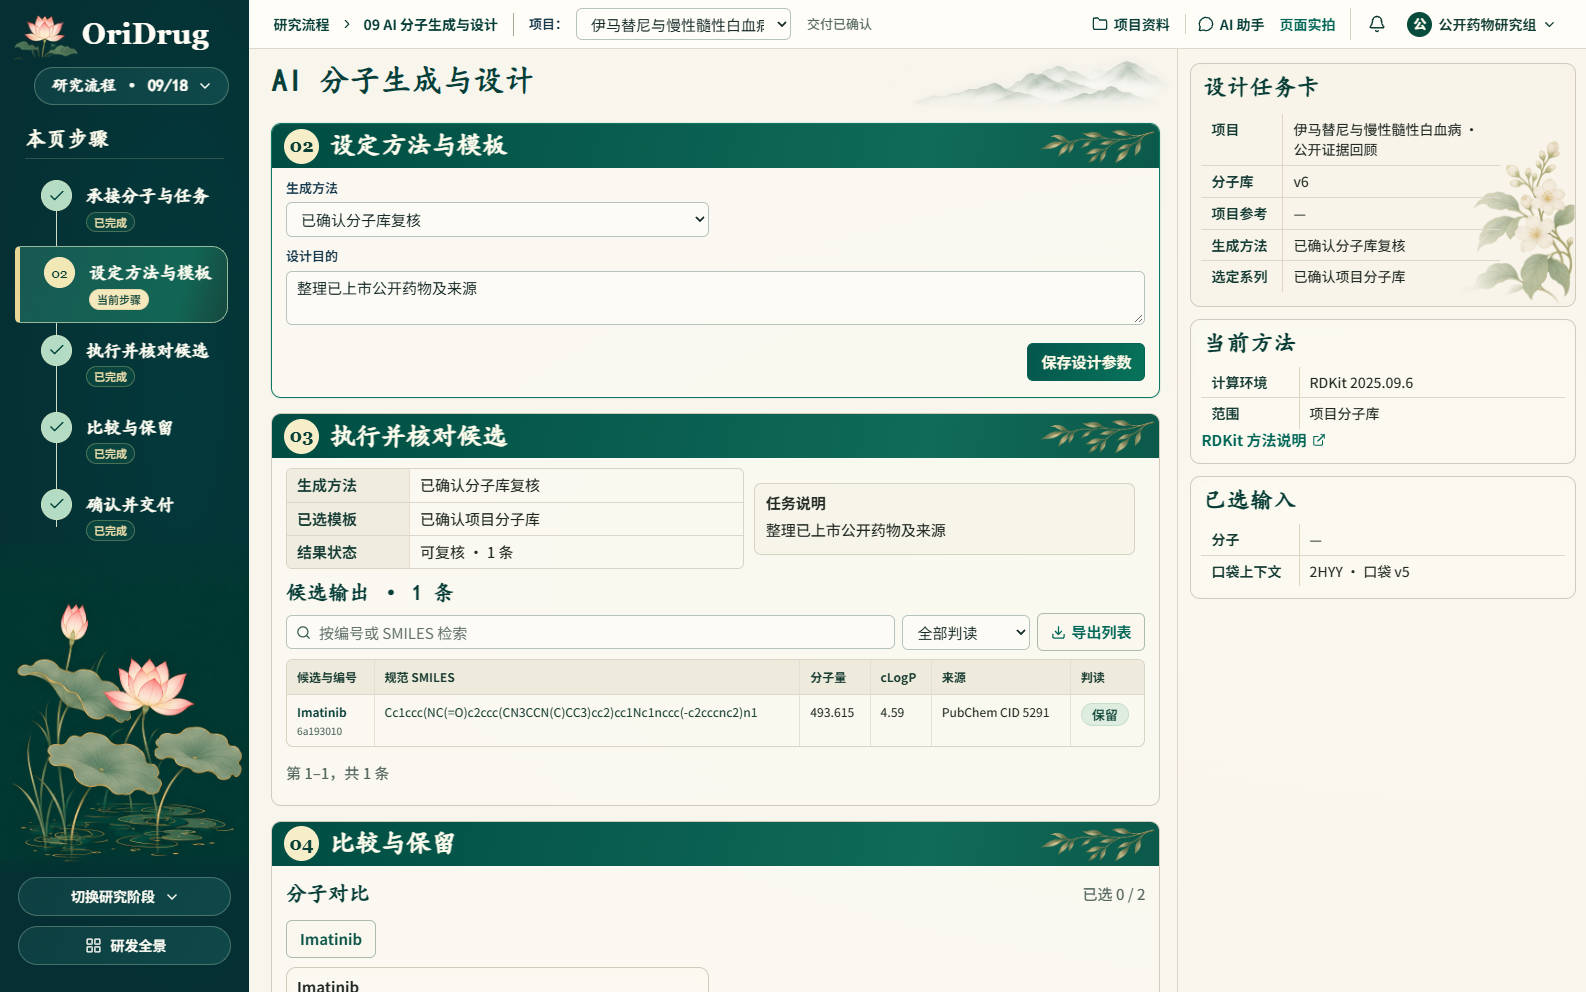 OriDrug
研究流程 • 09/18
本页步骤
承接分子与任务
已完成
02 设定方法与模板
当前步骤
执行并核对候选
已完成
比较与保留
已完成
确认并交付
已完成
切换研究阶段
研发全景
研究流程 > 09 AI 分子生成与设计
项目：
伊马替尼与慢性髓性白血病
交付已确认
项目资料
AI 助手
页面实拍
公 公开药物研究组
AI 分子生成与设计
02 设定方法与模板
生成方法
已确认分子库复核
设计目的
整理已上市公开药物及来源
保存设计参数
03 执行并核对候选
生成方法 已确认分子库复核
已选模板 已确认项目分子库
结果状态 可复核 • 1 条
任务说明
整理已上市公开药物及来源
候选输出 • 1 条
按编号或 SMILES 检索
全部判读
导出列表
候选与编号 规范 SMILES 分子量 cLogP 来源 判读
Imatinib Cc1ccc(NC(=O)c2ccc(CN3CCN(C)CC3)cc2)cc1Nc1nccc(-c2cccnc2)n1 493.615 4.59 PubChem CID 5291 保留
6a193010
第 1–1，共 1 条
04 比较与保留
分子对比
已选 0 / 2
Imatinib
Imatinib
设计任务卡
项目 伊马替尼与慢性髓性白血病 •
公开证据回顾
分子库 v6
项目参考 —
生成方法 已确认分子库复核
选定系列 已确认项目分子库
当前方法
计算环境 RDKit 2025.09.6
范围 项目分子库
RDKit 方法说明
已选输入
分子 —
口袋上下文 2HYY • 口袋 v5